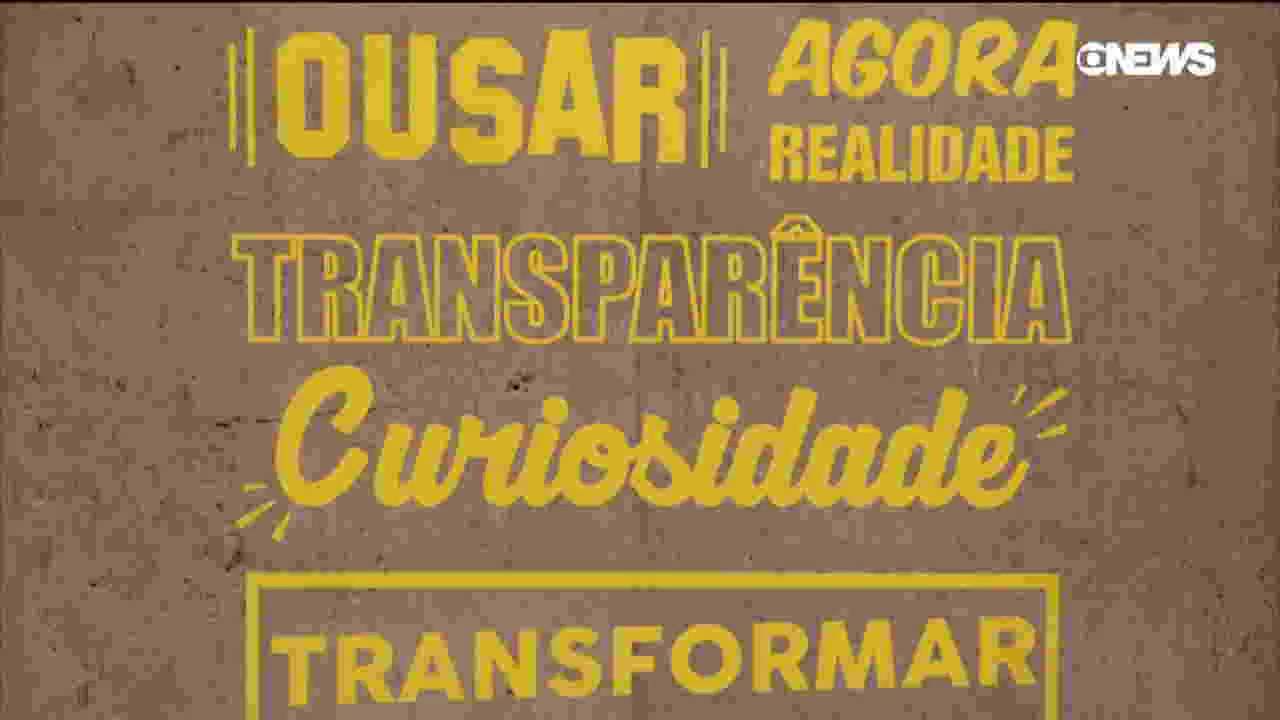 OUSAR
AGORA
GNEWS
REALIDADE
TRANSPARÊNCIA
Curiosidade
TRANSFORMAR